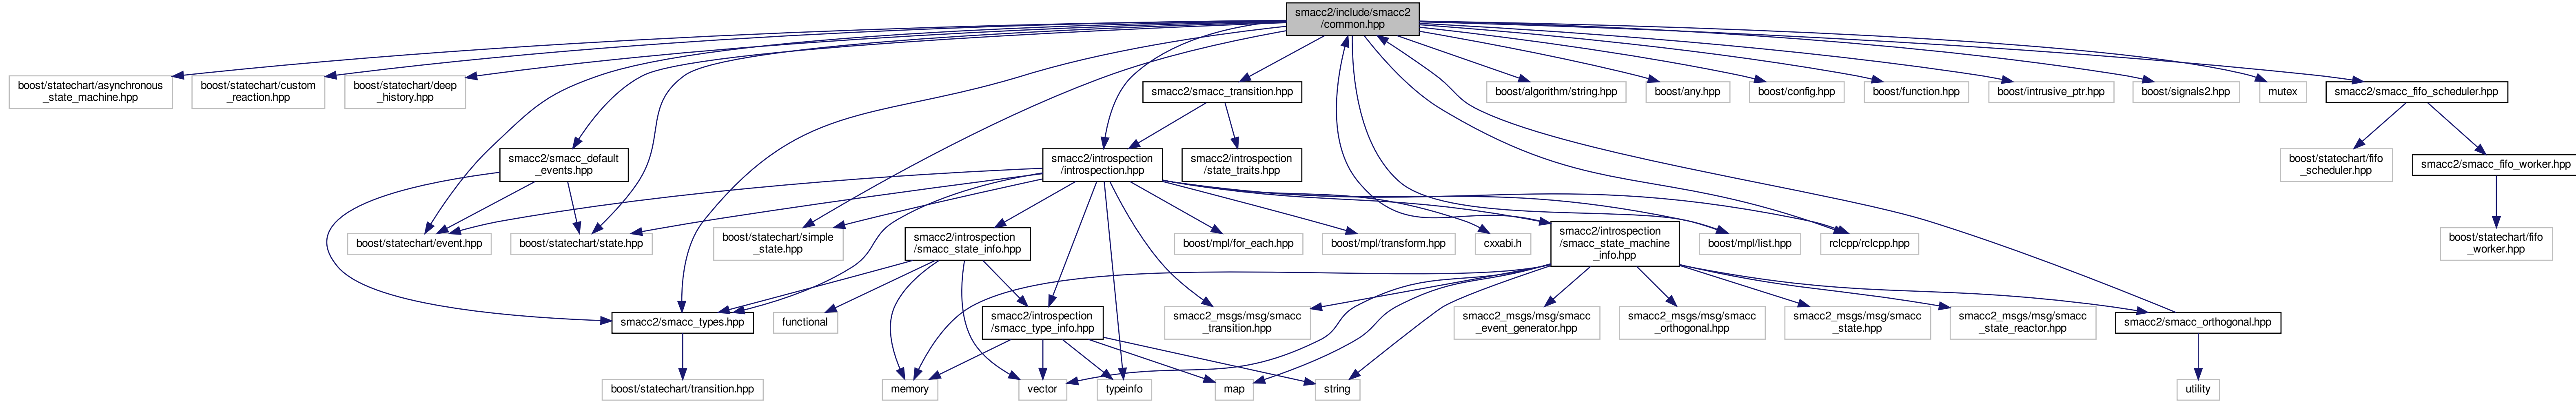 smacc2/include/smacc2
/common.hpp
boost/statechart/asynchronous
_state_machine.hpp
boost/statechart/custom
_reaction.hpp
boost/statechart/deep
_history.hpp
smacc2/smacc_transition.hpp
boost/algorithm/string.hpp
boost/any.hpp
boost/config.hpp
boost/function.hpp
boost/intrusive_ptr.hpp
boost/signals2.hpp
mutex
smacc2/smacc_fifo_scheduler.hpp
smacc2/smacc_default
_events.hpp
smacc2/introspection
/introspection.hpp
smacc2/introspection
/state_traits.hpp
boost/statechart/fifo
_scheduler.hpp
smacc2/smacc_fifo_worker.hpp
boost/statechart/event.hpp
boost/statechart/state.hpp
boost/statechart/simple
_state.hpp
smacc2/introspection
/smacc_state_info.hpp
boost/mpl/for_each.hpp
boost/mpl/transform.hpp
cxxabi.h
smacc2/introspection
/smacc_state_machine
_info.hpp
boost/mpl/list.hpp
rclcpp/rclcpp.hpp
boost/statechart/fifo
_worker.hpp
smacc2/smacc_types.hpp
functional
smacc2/introspection
/smacc_type_info.hpp
smacc2_msgs/msg/smacc
_transition.hpp
smacc2_msgs/msg/smacc
_event_generator.hpp
smacc2_msgs/msg/smacc
_orthogonal.hpp
smacc2_msgs/msg/smacc
_state.hpp
smacc2_msgs/msg/smacc
_state_reactor.hpp
smacc2/smacc_orthogonal.hpp
boost/statechart/transition.hpp
memory
vector
typeinfo
map
string
utility